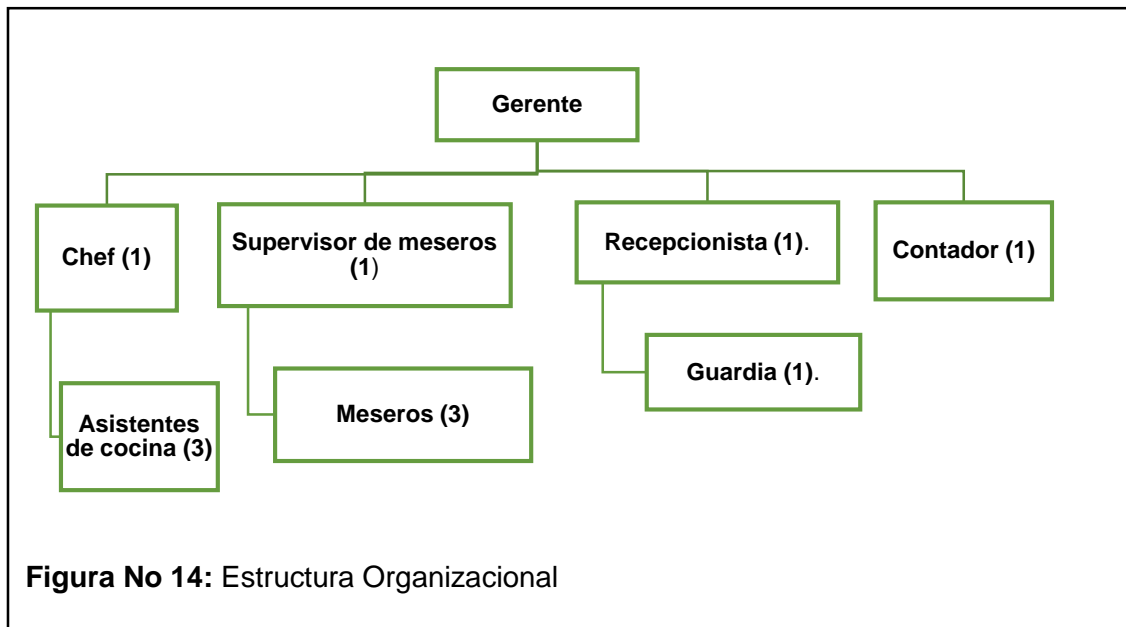 Gerente
Chef (1)
Supervisor de meseros
(1)
Recepcionista (1).
Contador (1)
Asistentes
de cocina (3)
Meseros (3)
Guardia (1).
Figura No 14: Estructura Organizacional